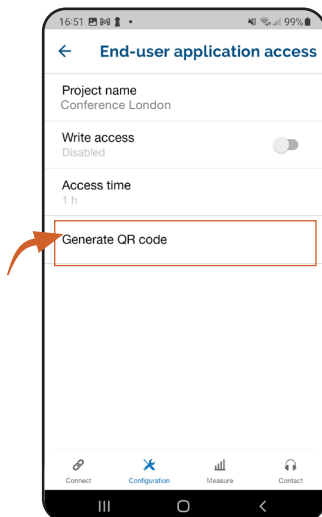 16:51
99%
End-user application access
Project name
Conference London
Write access
Disabled
Access time
1 h
Generate QR code
Connect
Configuration
Measure
Contact